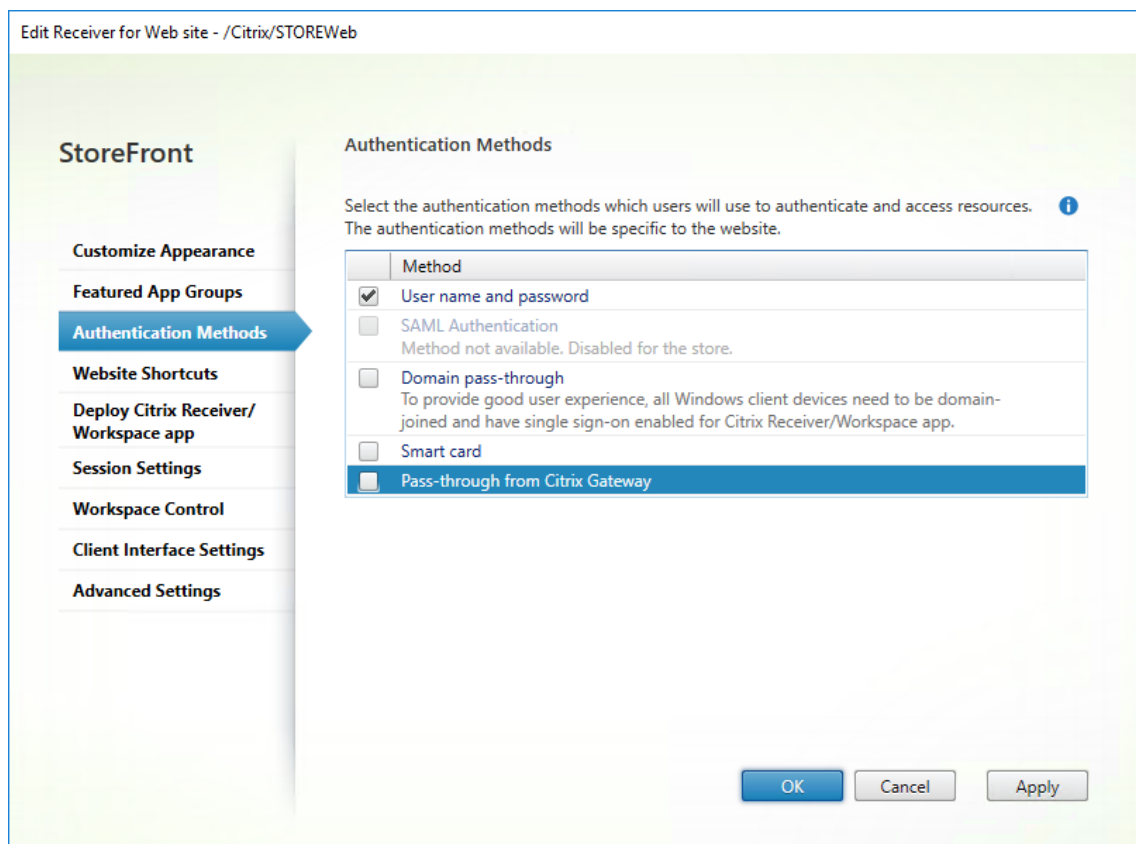 Edit Receiver for Web site - /Citrix/STOREWeb
StoreFront
Customize Appearance
Featured App Groups
Authentication Methods
Website Shortcuts
Deploy Citrix Receiver/
Workspace app
Session Settings
Workspace Control
Client Interface Settings
Advanced Settings
Authentication Methods
Select the authentication methods which users will use to authenticate and access resources.
The authentication methods will be specific to the website.
Method
User name and password
SAML Authentication
Method not available. Disabled for the store.
Domain pass-through
To provide good user experience, all Windows client devices need to be domain-
joined and have single sign-on enabled for Citrix Receiver/Workspace app.
Smart card
Pass-through from Citrix Gateway
OK
Cancel
Apply